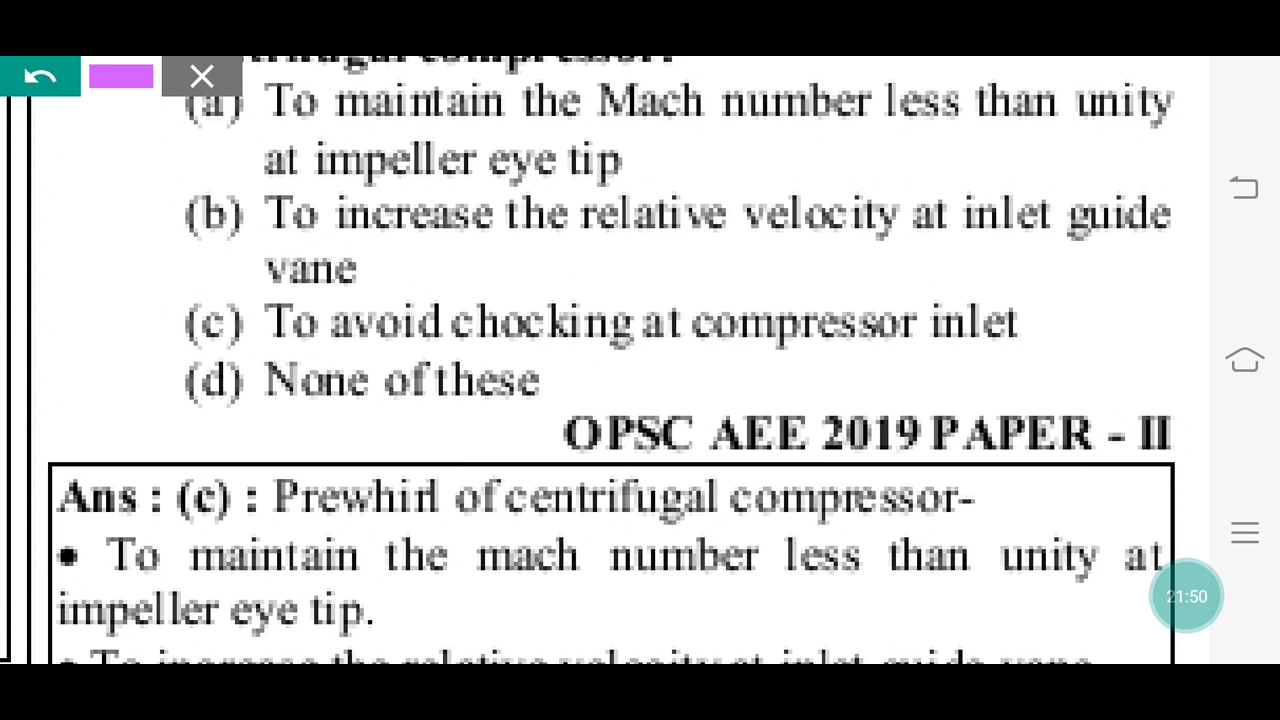 (a) To maintain the Mach number less than unity
at impeller eye tip
(b) To increase the relative velocity at inlet guide
vane
(c) To avoid chocking at compressor inlet
(d) None of these
OPSC AEE 2019 PAPER - II
Ans : (c) : Prewhirl of centrifugal compressor-
• To maintain the mach number less than unity at
impeller eye tip.
21:50